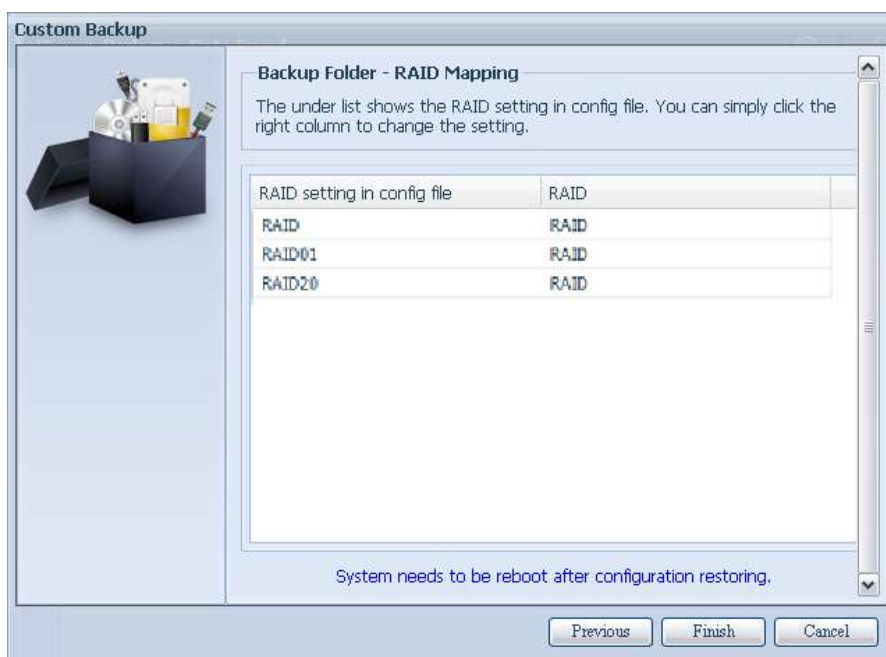 Custom Backup
Backup Folder - RAID Mapping
The under list shows the RAID setting in config file. You can simply click the
right column to change the setting.
RAID setting in config file RAID
RAID RAID
RAID01 RAID
RAID20 RAID
System needs to be reboot after configuration restoring.
Previous Finish Cancel